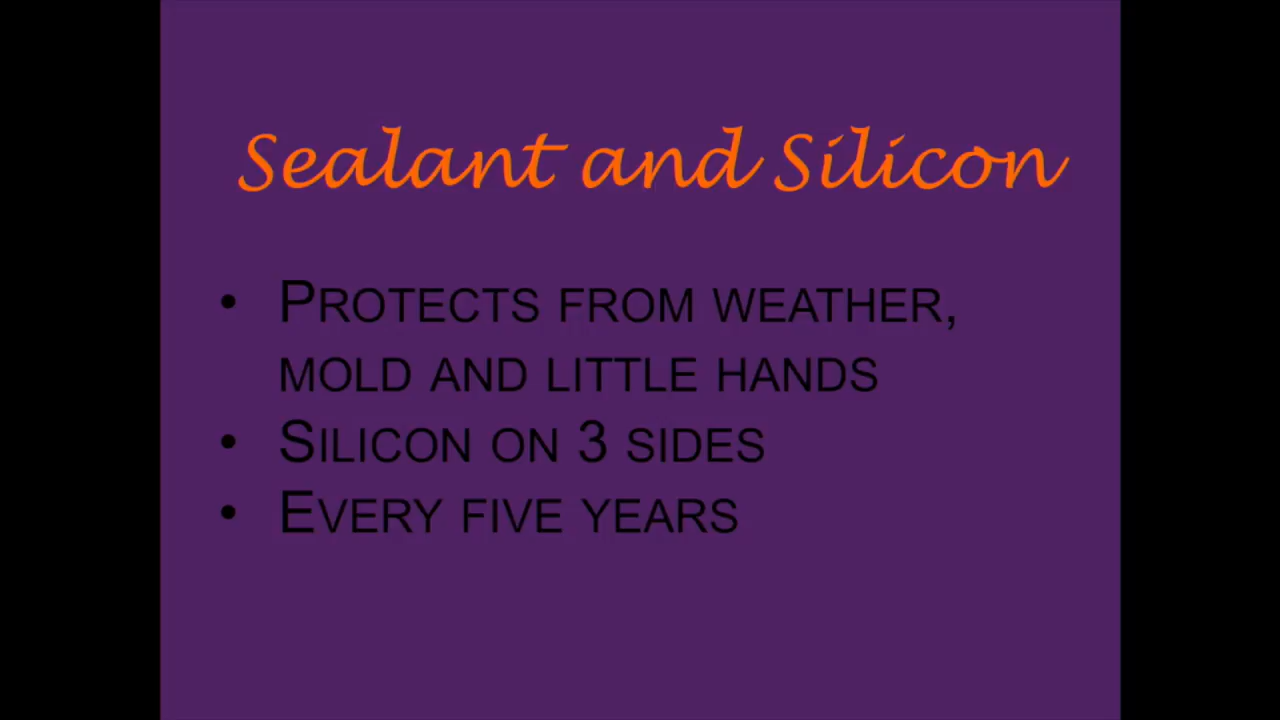 Sealant and Silicon
• Protects from weather,
mold and little hands
• Silicon on 3 sides
• Every five years